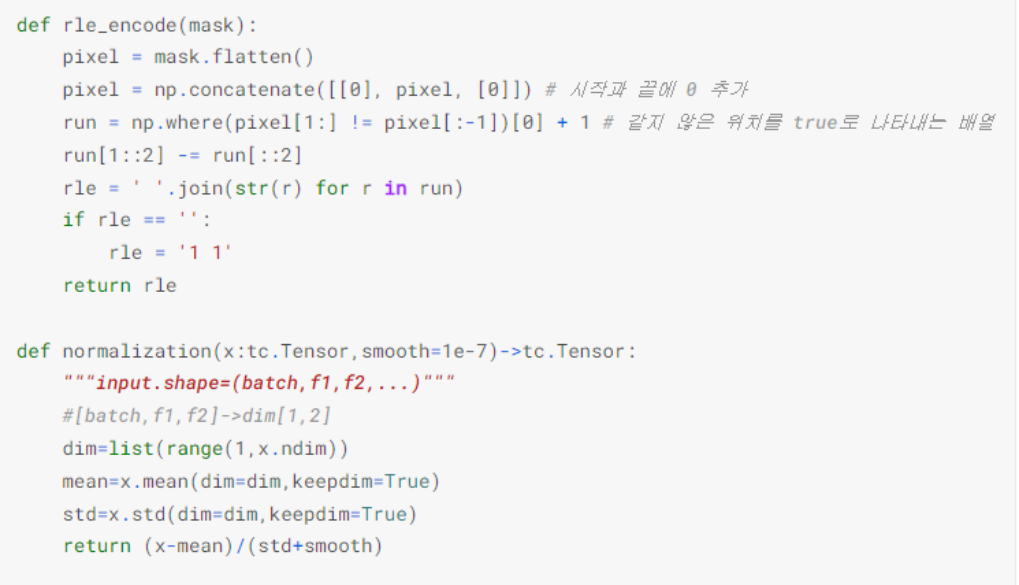 def rle_encode(mask):
    pixel = mask.flatten()
    pixel = np.concatenate([[0], pixel, [0]]) # 시작과 끝에 0 추가
    run = np.where(pixel[1:] != pixel[:-1])[0] + 1 # 같지 않은 위치를 true로 나타내는 배열
    run[1::2] -= run[::2]
    rle = ' '.join(str(r) for r in run)
    if rle == '':
        rle = '1 1'
    return rle

def normalization(x:tc.Tensor,smooth=1e-7)->tc.Tensor:
    """input.shape=(batch,f1,f2,...)"""
    #[batch,f1,f2]->dim[1,2]
    dim=list(range(1,x.ndim))
    mean=x.mean(dim=dim,keepdim=True)
    std=x.std(dim=dim,keepdim=True)
    return (x-mean)/(std+smooth)